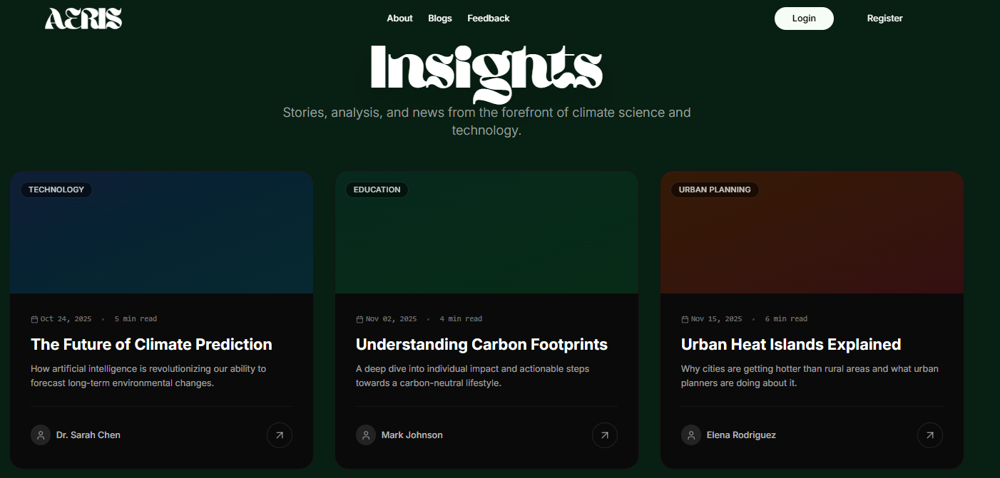 AERIS
About Blogs Feedback
Login Register
Insights
Stories, analysis, and news from the forefront of climate science and
technology.
TECHNOLOGY
Oct 24, 2025 • 5 min read
The Future of Climate Prediction
How artificial intelligence is revolutionizing our ability to
forecast long-term environmental changes.
Dr. Sarah Chen
EDUCATION
Nov 02, 2025 • 4 min read
Understanding Carbon Footprints
A deep dive into individual impact and actionable steps
towards a carbon-neutral lifestyle.
Mark Johnson
URBAN PLANNING
Nov 15, 2025 • 6 min read
Urban Heat Islands Explained
Why cities are getting hotter than rural areas and what urban
planners are doing about it.
Elena Rodriguez